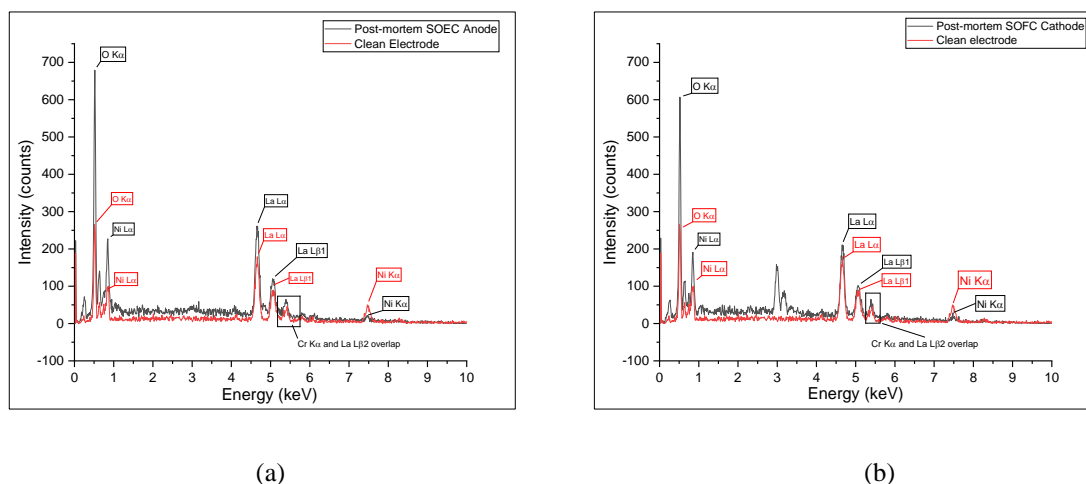 Post-mortem SOEC Anode
Clean Electrode
O Kα
O Kα
Ni Lα
Ni Lα
La Lα
La Lα
La Lβ1
La Lβ1
Ni Kα
Ni Kα
Cr Kα and La Lβ2 overlap
700
600
500
400
300
200
100
0
-100
0 1 2 3 4 5 6 7 8 9 10
Intensity (counts)
Energy (keV)
(a)
Post-mortem SOFC Cathode
Clean electrode
O Kα
O Kα
Ni Lα
Ni Lα
La Lα
La Lα
La Lβ1
La Lβ1
Ni Kα
Ni Kα
Cr Kα and La Lβ2 overlap
700
600
500
400
300
200
100
0
-100
0 1 2 3 4 5 6 7 8 9 10
Intensity (counts)
Energy (keV)
(b)